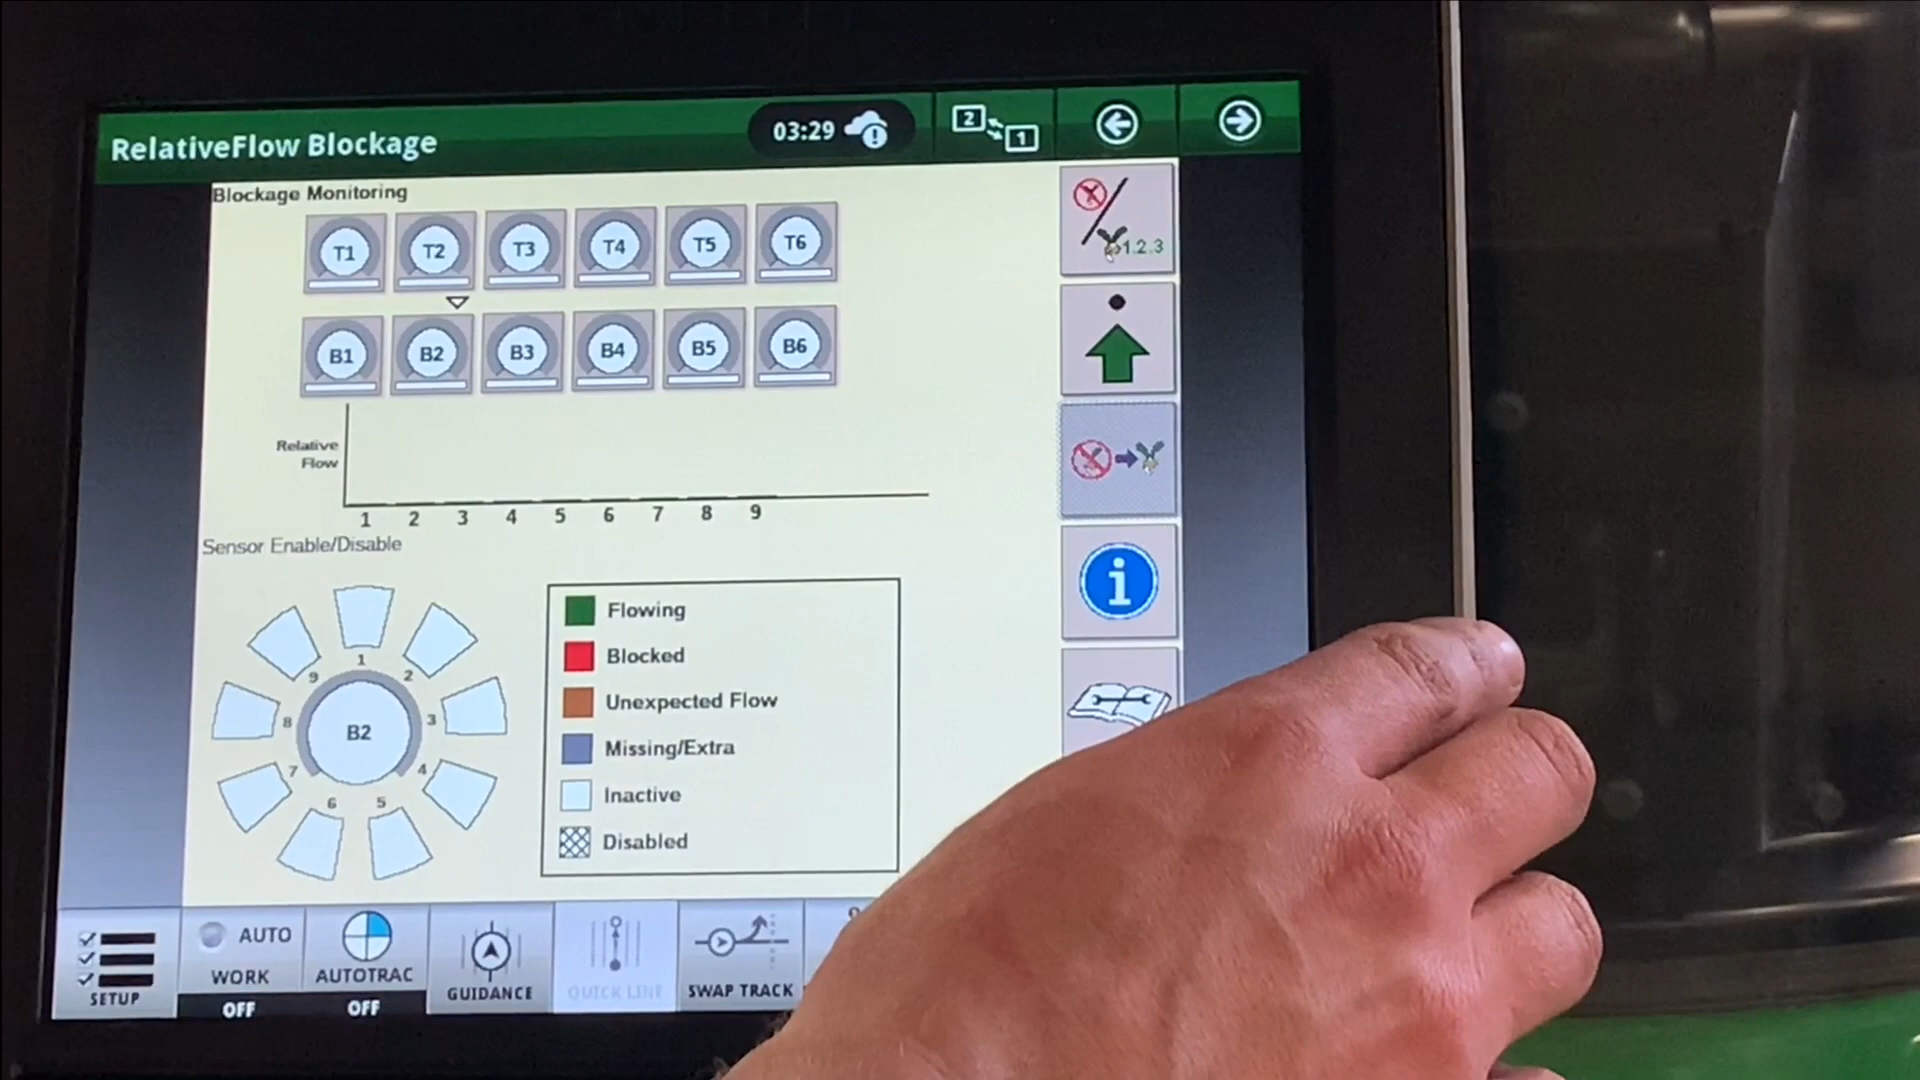 RelativeFlow Blockage
03:29
2
1
Blockage Monitoring
T1 T2 T3 T4 T5 T6
B1 B2 B3 B4 B5 B6
1.2.3
Relative
Flow
1 2 3 4 5 6 7 8 9
Sensor Enable/Disable
1
2
3
4
5
6
7
8
9
B2
Flowing
Blocked
Unexpected Flow
Missing/Extra
Inactive
Disabled
i
SETUP
AUTO
WORK
OFF
AUTOTRAC
OFF
GUIDANCE
QUICK LINE
SWAP TRACK